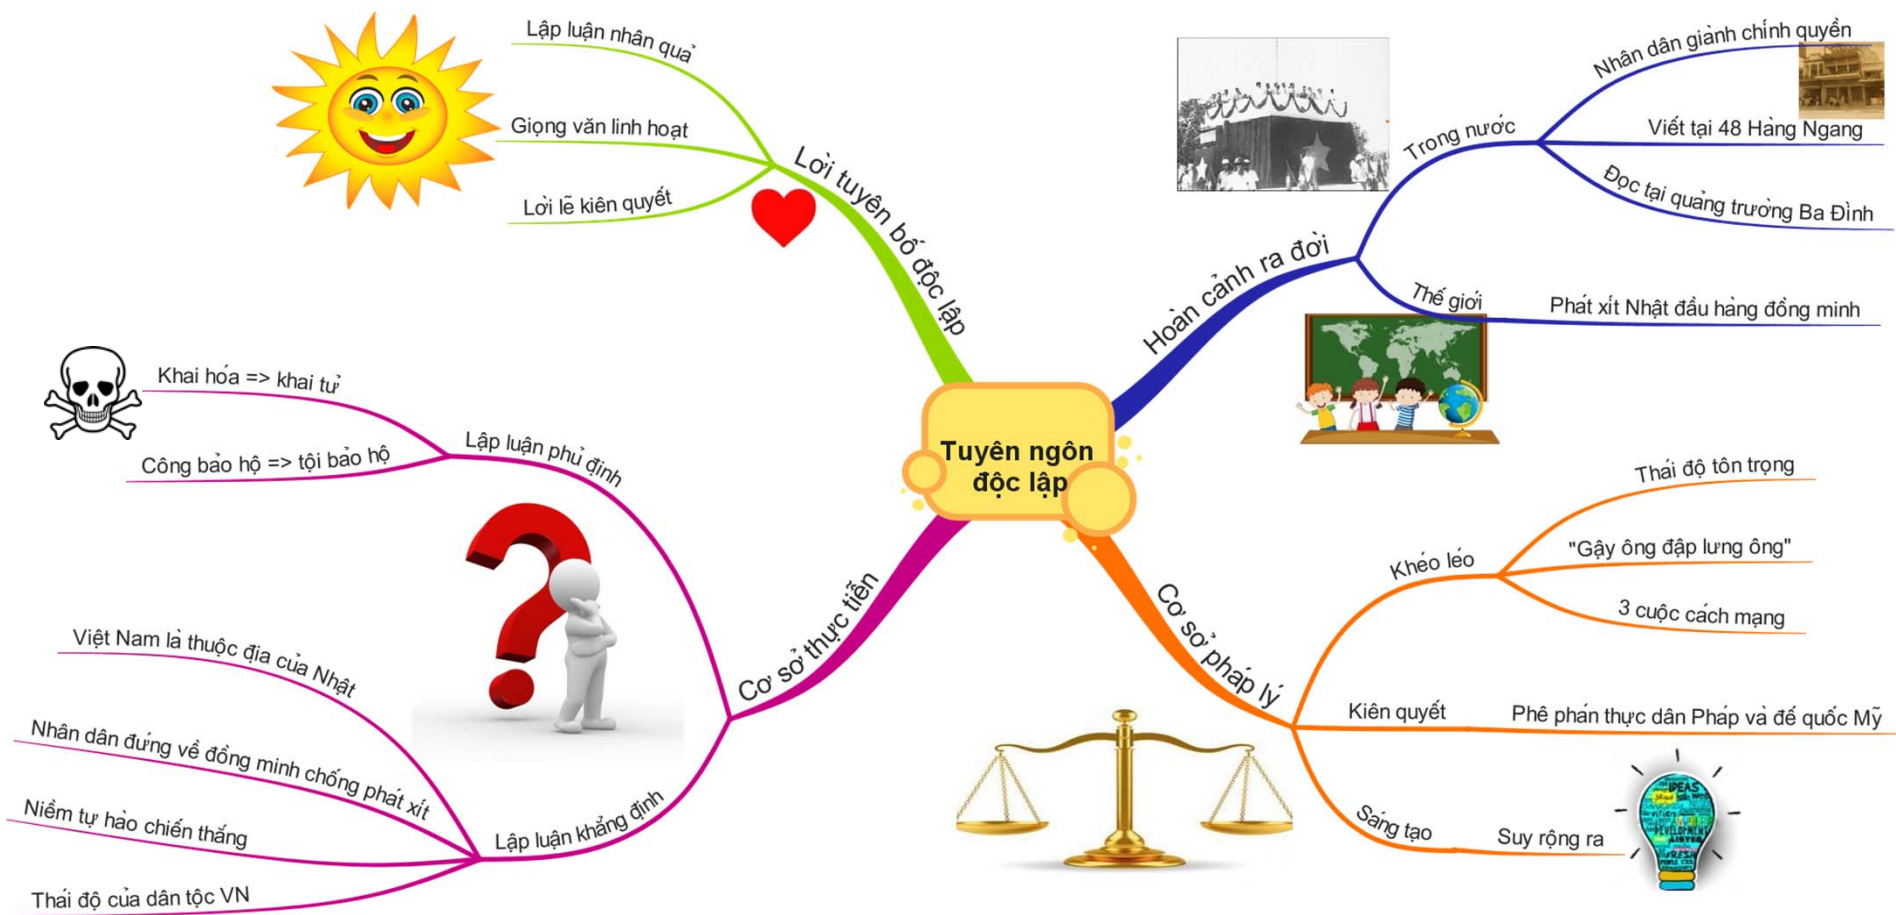 Tuyên ngôn
độc lập
Hoàn cảnh ra đời
Trong nước
Nhân dân giành chính quyền
Viết tại 48 Hàng Ngang
Đọc tại quảng trường Ba Đình
Thế giới
Phát xít Nhật đầu hàng đồng minh
Cơ sở pháp lý
Khéo léo
Thái độ tôn trọng
"Gậy ông đập lưng ông"
3 cuộc cách mạng
Kiên quyết
Phê phán thực dân Pháp và đế quốc Mỹ
Sáng tạo
Suy rộng ra
IDEAS
DEVELOPMENT
FRESH
Cơ sở thực tiễn
Lập luận phủ định
Khai hóa => khai tử
Công bảo hộ => tội bảo hộ
Lập luận khẳng định
Việt Nam là thuộc địa của Nhật
Nhân dân đứng về đồng minh chống phát xít
Niềm tự hào chiến thắng
Thái độ của dân tộc VN
Lời tuyên bố độc lập
Lập luận nhân quả
Giọng văn linh hoạt
Lời lẽ kiên quyết